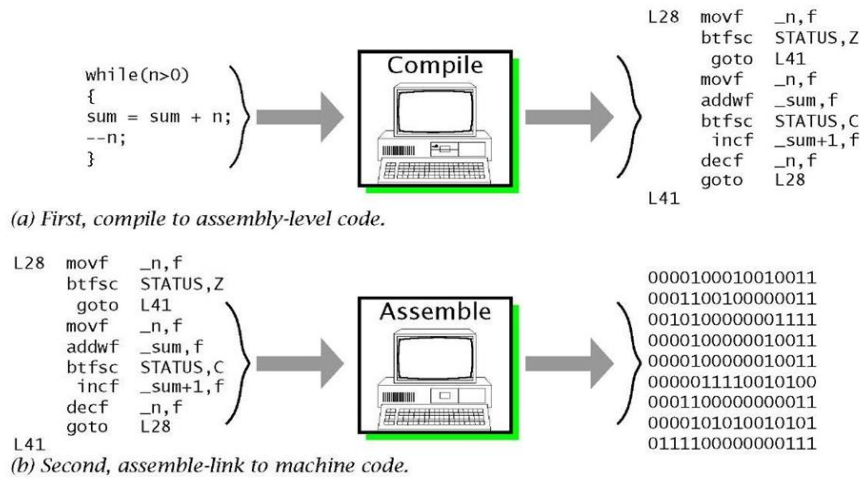 while(n>0)
{
sum = sum + n;
--n;
}
Compile
L28 movf _n,f
btfsc STATUS,Z
goto L41
movf _n,f
addwf _sum,f
btfsc STATUS,C
incf _sum+1,f
decf _n,f
goto L28
L41
(a) First, compile to assembly-level code.
L28 movf _n,f
btfsc STATUS,Z
goto L41
movf _n,f
addwf _sum,f
btfsc STATUS,C
incf _sum+1,f
decf _n,f
goto L28
L41
Assemble
0000100010010011
0001100100000011
0010100000001111
0000100000010011
0000100000010011
0000011110010100
0001100000000011
0000101010010101
0111100000000111
(b) Second, assemble-link to machine code.